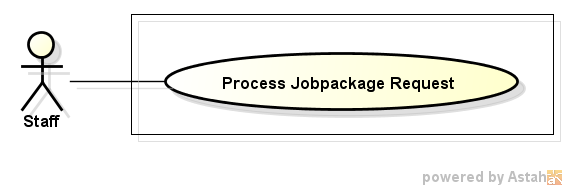 Process Jobpackage Request
Staff
powered by Astah